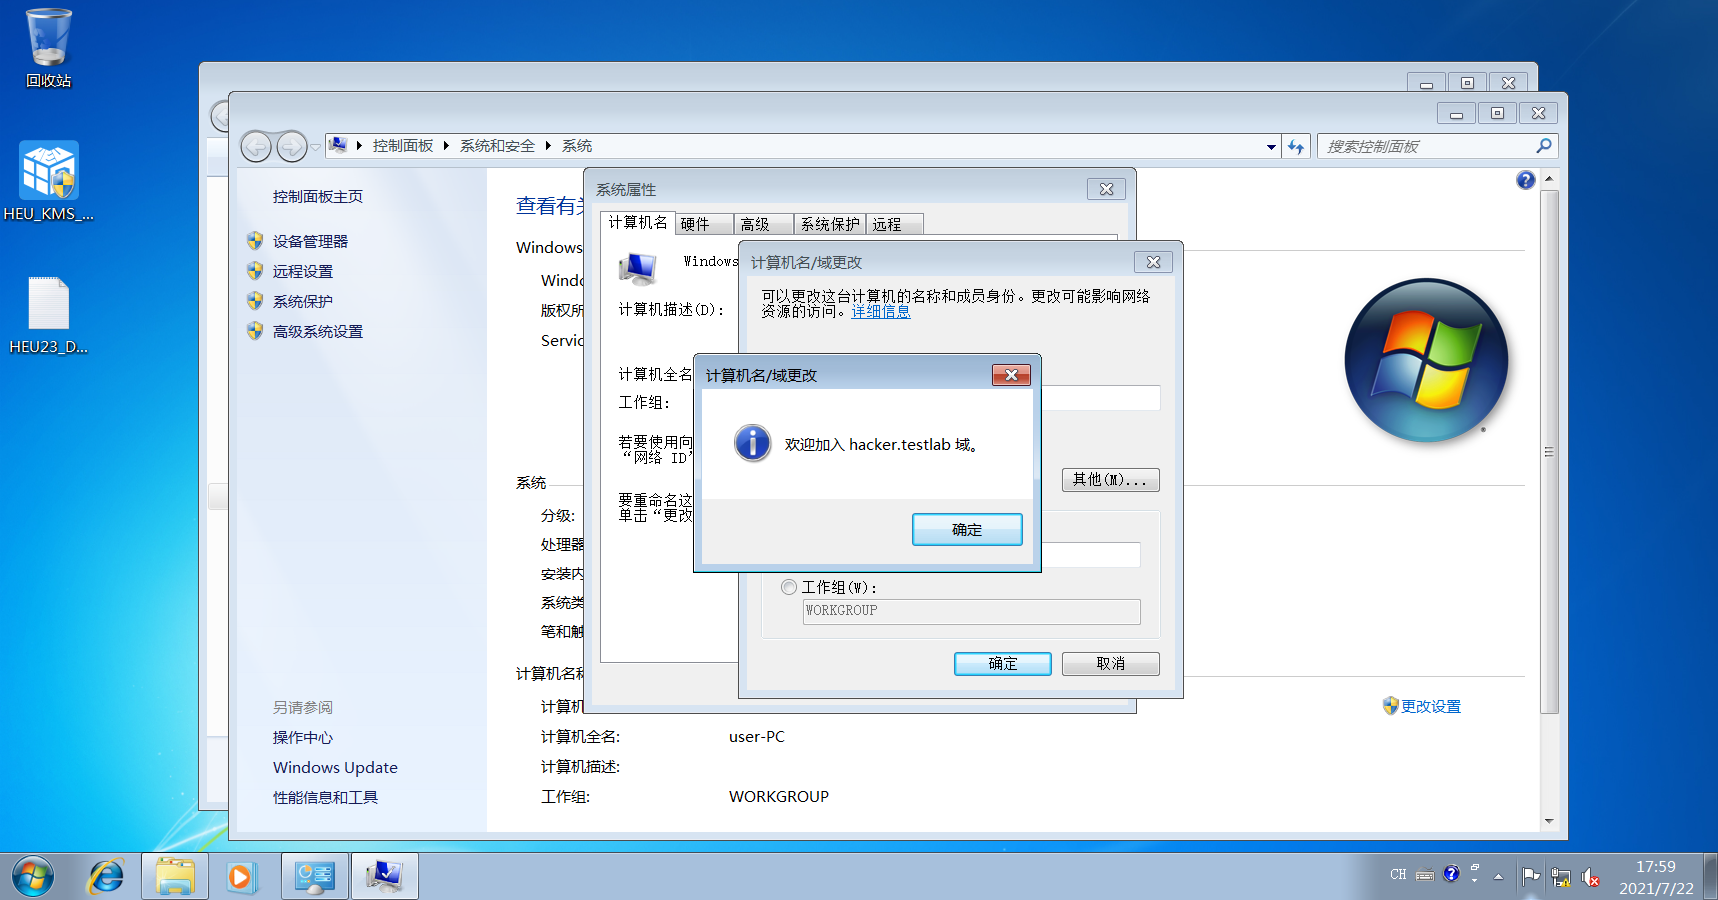 回收站
HEU_KMS_...
HEU23_D...
控制面板
系统和安全
系统
搜索控制面板
控制面板主页
设备管理器
远程设置
系统保护
高级系统设置
另请参阅
操作中心
Windows Update
性能信息和工具
查看有关
Windows
Windo
版权所
Servic
系统
分级:
处理器
安装内
系统类
笔和触
计算机名称
计算机
计算机全名:
user-PC
计算机描述:
工作组:
WORKGROUP
更改设置
系统属性
计算机名
硬件
高级
系统保护
远程
Windows
计算机描述(D):
计算机全名
工作组:
若要使用向
“网络 ID”
要重命名这
单击“更改
计算机名/域更改
可以更改这台计算机的名称和成员身份。更改可能影响网络
资源的访问。详细信息
其他(M)...
工作组(W):
WORKGROUP
确定
取消
计算机名/域更改
欢迎加入 hacker.testlab 域。
确定
CH
17:59
2021/7/22